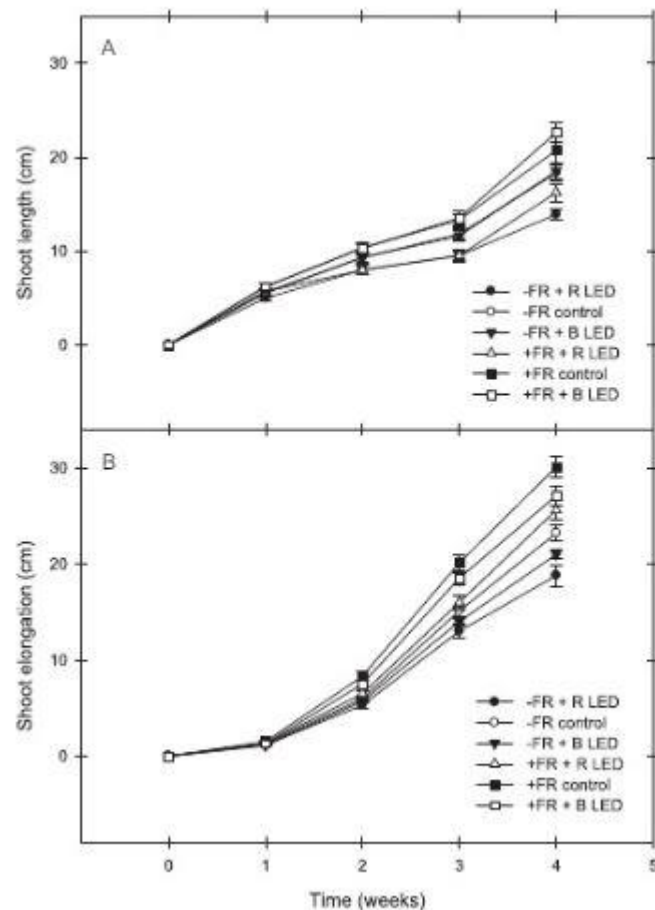 A
Shoot length (cm)
30
20
10
0
-FR + R LED
-FR control
-FR + B LED
+FR + R LED
+FR control
+FR + B LED
B
Shoot elongation (cm)
30
20
10
0
-FR + R LED
-FR control
-FR + B LED
+FR + R LED
+FR control
+FR + B LED
0 1 2 3 4 5
Time (weeks)